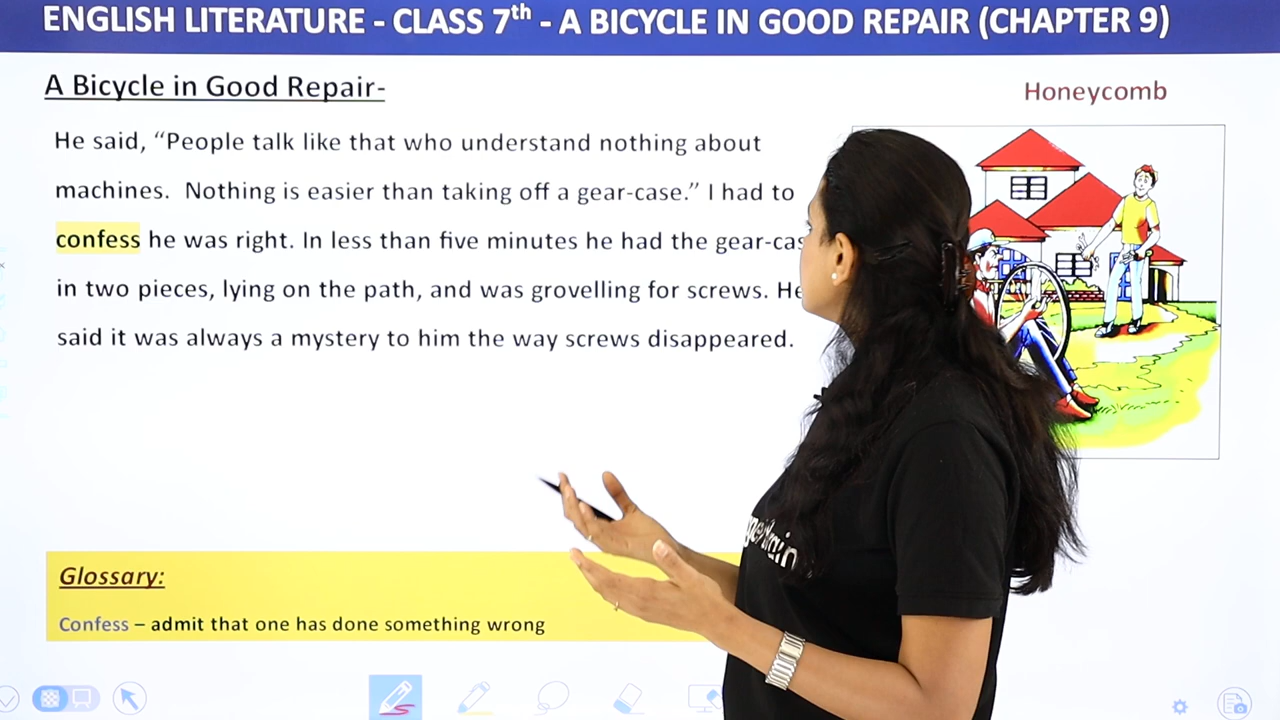 ENGLISH LITERATURE - CLASS 7th - A BICYCLE IN GOOD REPAIR (CHAPTER 9)
A Bicycle in Good Repair-
Honeycomb
He said, “People talk like that who understand nothing about
machines. Nothing is easier than taking off a gear-case.” I had to
confess he was right. In less than five minutes he had the gear-cas
in two pieces, lying on the path, and was grovelling for screws. He
said it was always a mystery to him the way screws disappeared.
Glossary:
Confess – admit that one has done something wrong